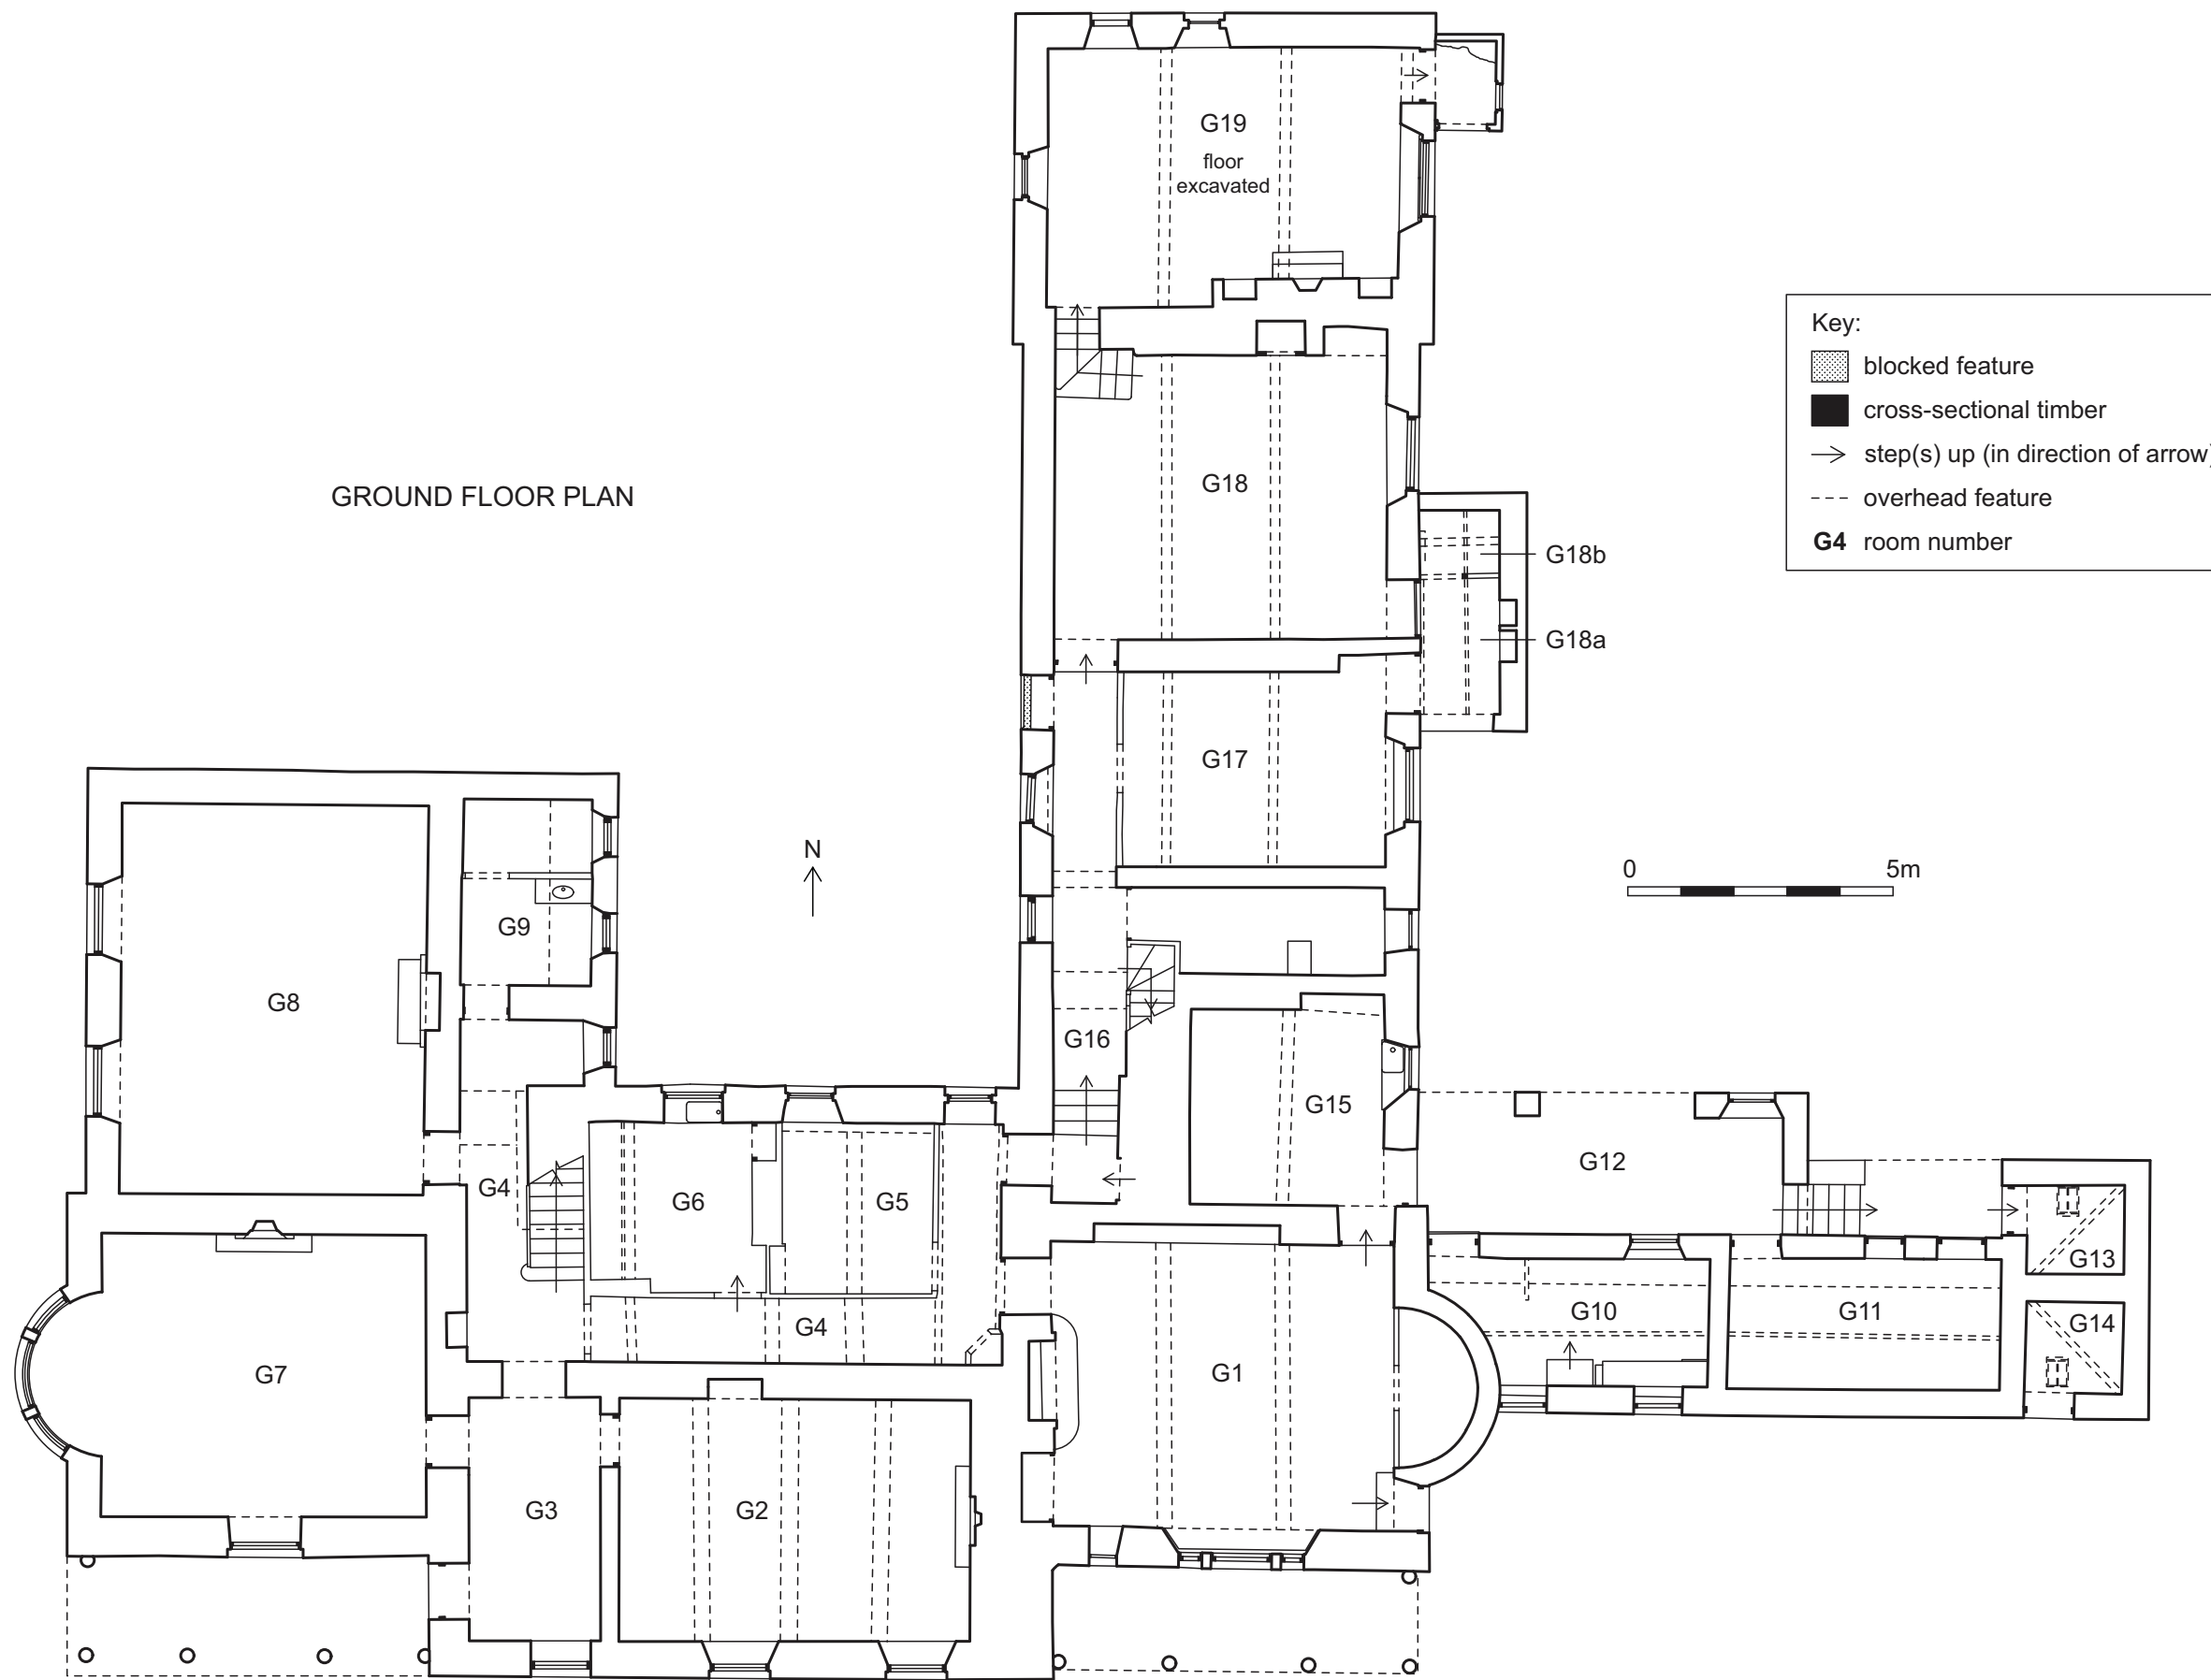 G19
floor
excavated
Key:
blocked feature
cross-sectional timber
step(s) up (in direction of arrow)
overhead feature
G4 room number
GROUND FLOOR PLAN
G18
G18b
G18a
G17
N
0 5m
G9
G8
G16
G15
G12
G4
G6
G5
G13
G10
G11
G14
G4
G7
G1
G3
G2